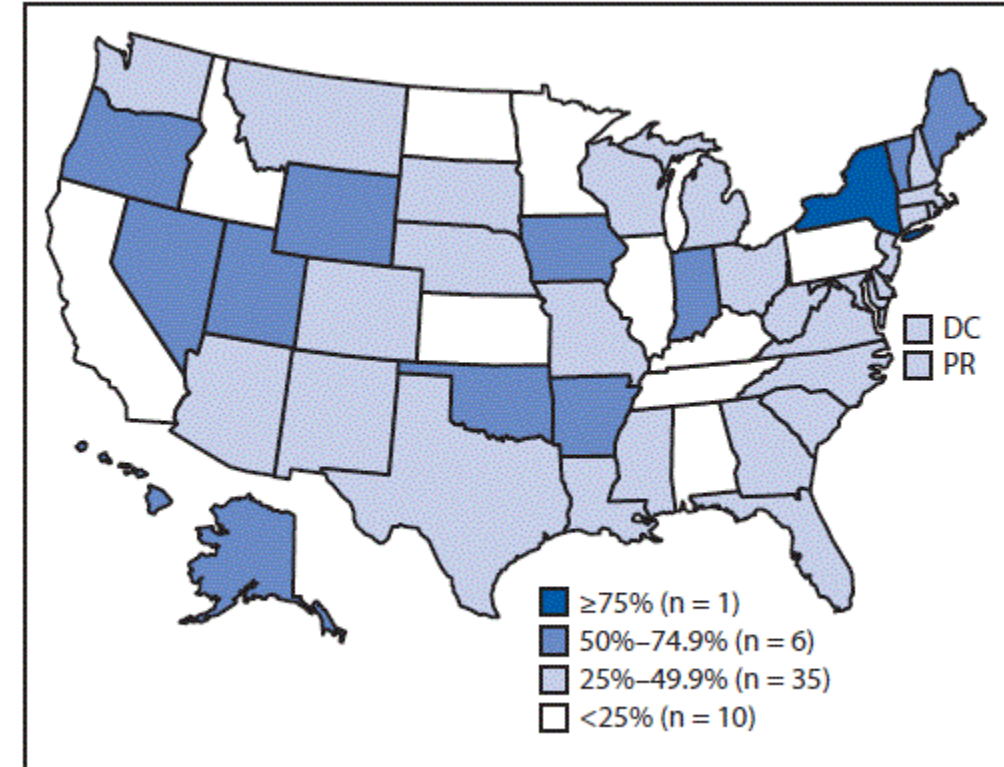 DC
PR
≥75% (n = 1)
50%–74.9% (n = 6)
25%–49.9% (n = 35)
<25% (n = 10)